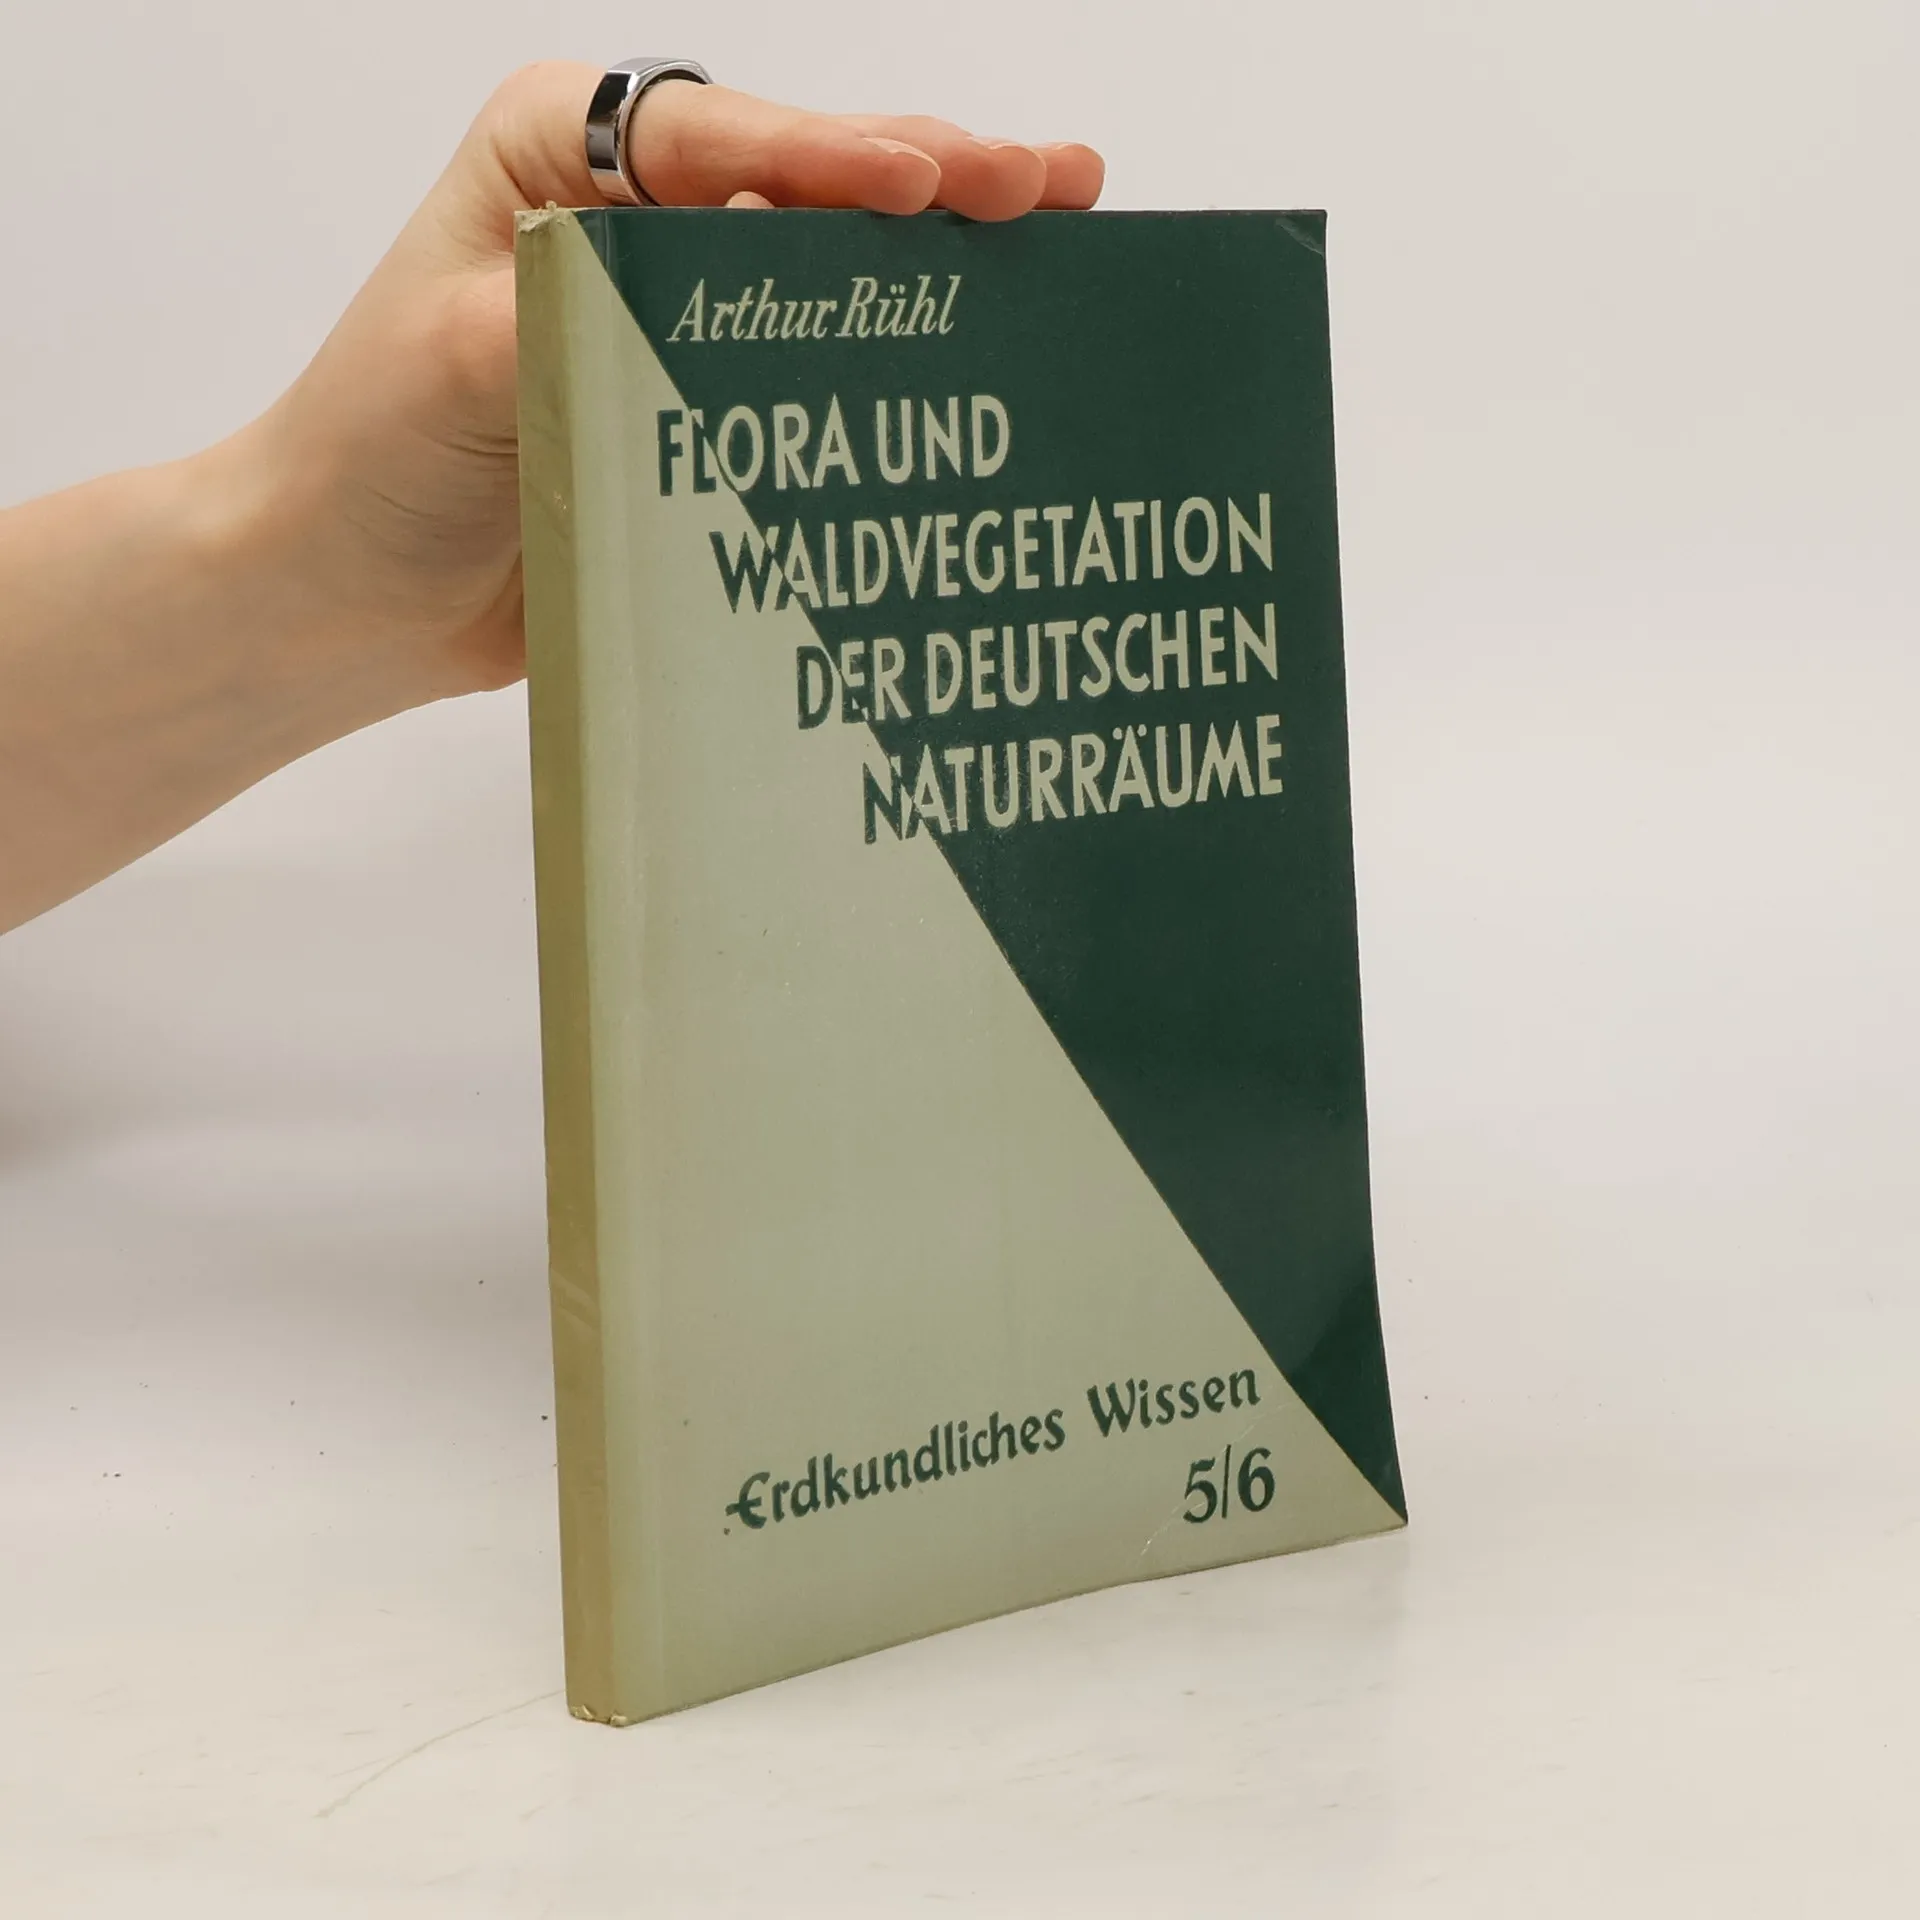 Arthur Rühl
FLORA UND
WALDVEGETATION
DER DEUTSCHEN
NATURRÄUME
Erdkundliches Wissen
5/6